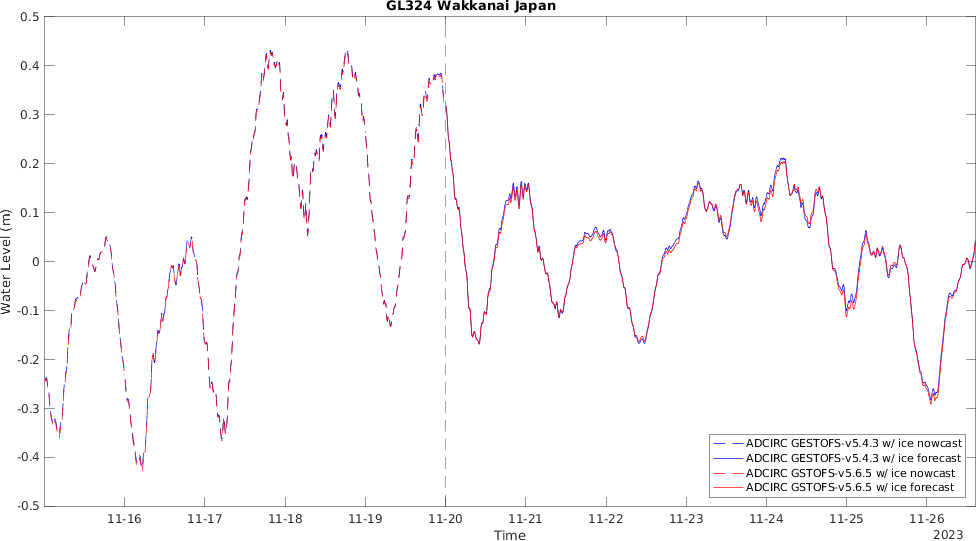 GL324 Wakkanai Japan
0.5
0.4
0.3
0.2
0.1
0
-0.1
-0.2
-0.3
-0.4
-0.5
Water Level (m)
ADCIRC GESTOFS-v5.4.3 w/ ice nowcast
ADCIRC GESTOFS-v5.4.3 w/ ice forecast
ADCIRC GSTOFS-v5.6.5 w/ ice nowcast
ADCIRC GSTOFS-v5.6.5 w/ ice forecast
11-16 11-17 11-18 11-19 11-20 11-21 11-22 11-23 11-24 11-25 11-26
Time 2023